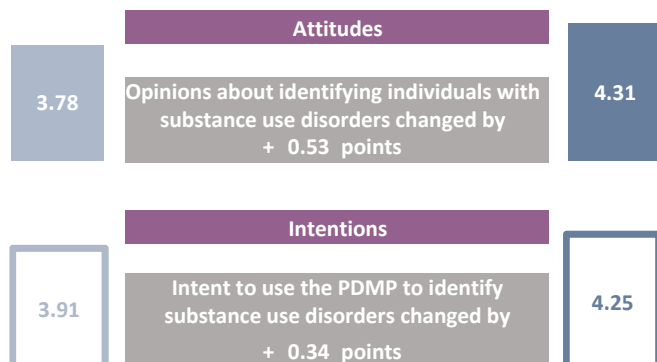 Attitudes
3.78
Opinions about identifying individuals with
substance use disorders changed by
+ 0.53 points
4.31
Intentions
3.91
Intent to use the PDMP to identify
substance use disorders changed by
+ 0.34 points
4.25